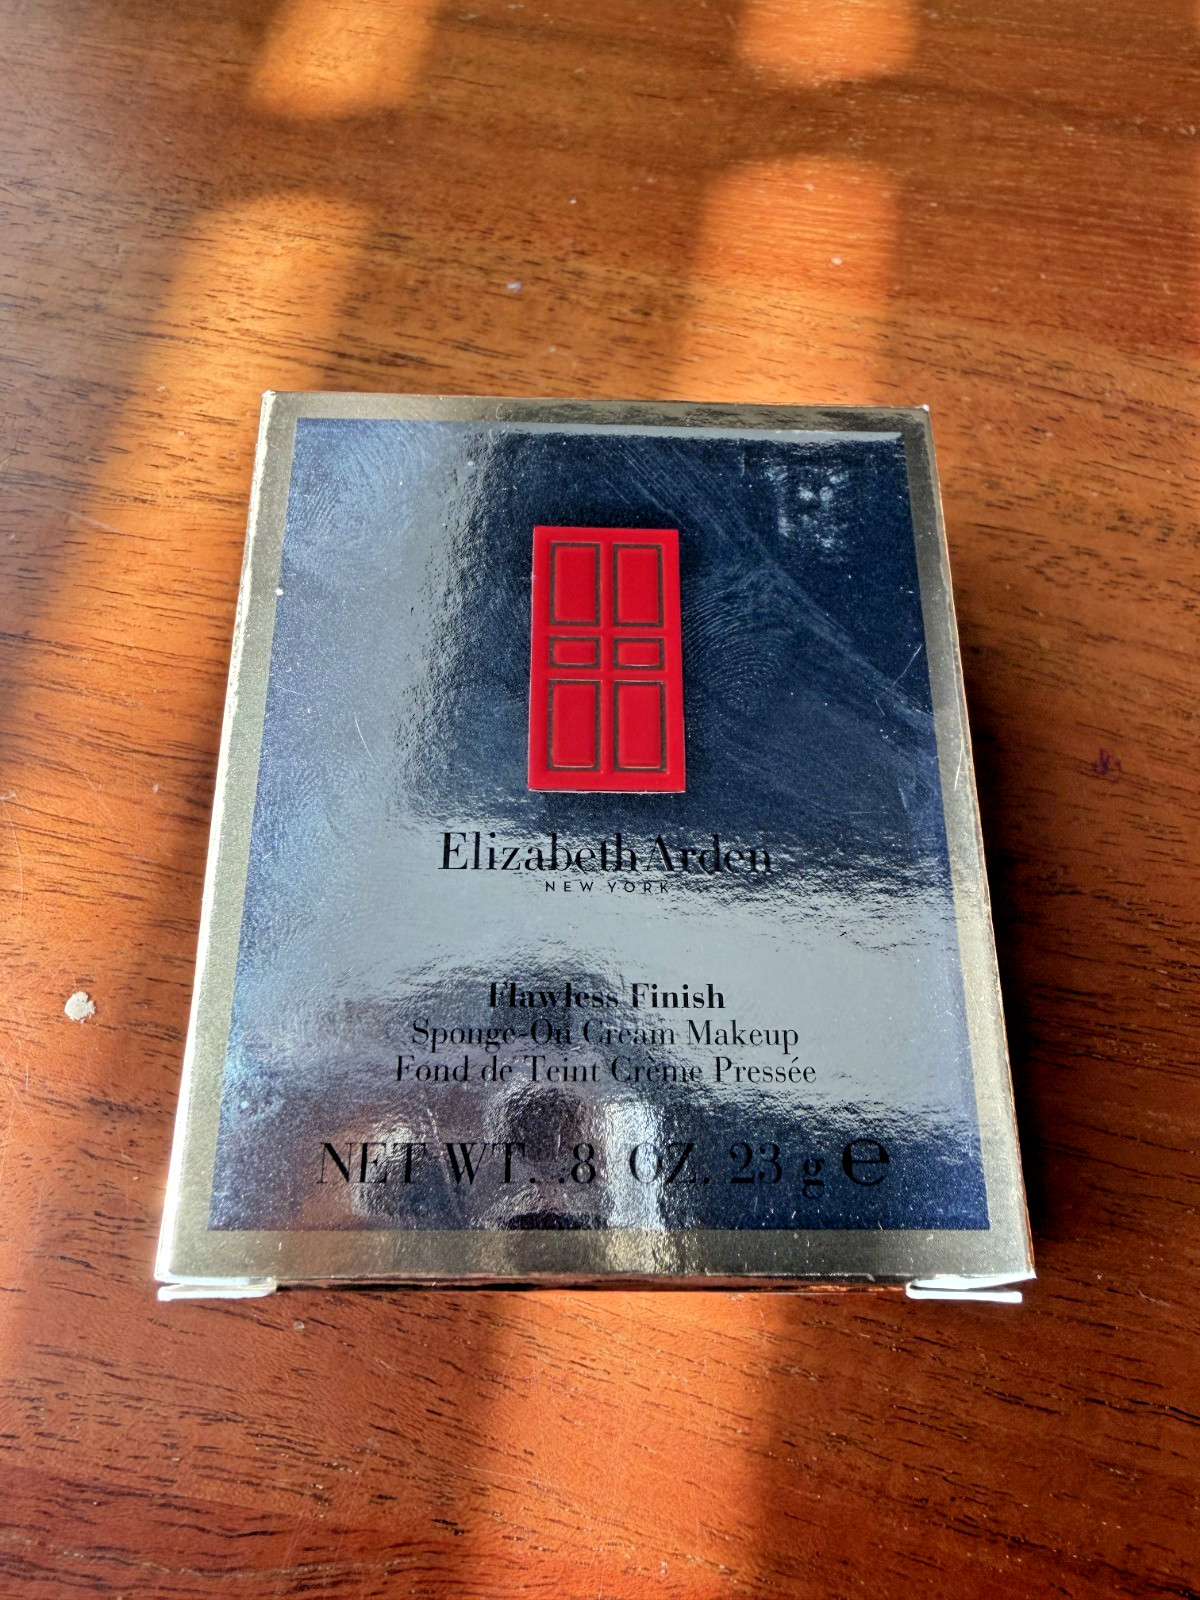 Elizabeth Arden
NEW YORK
Flawless Finish
Sponge-On Cream Makeup
Fond de Teint Crème Pressée
NET WT. .8 OZ. 23 g ℮